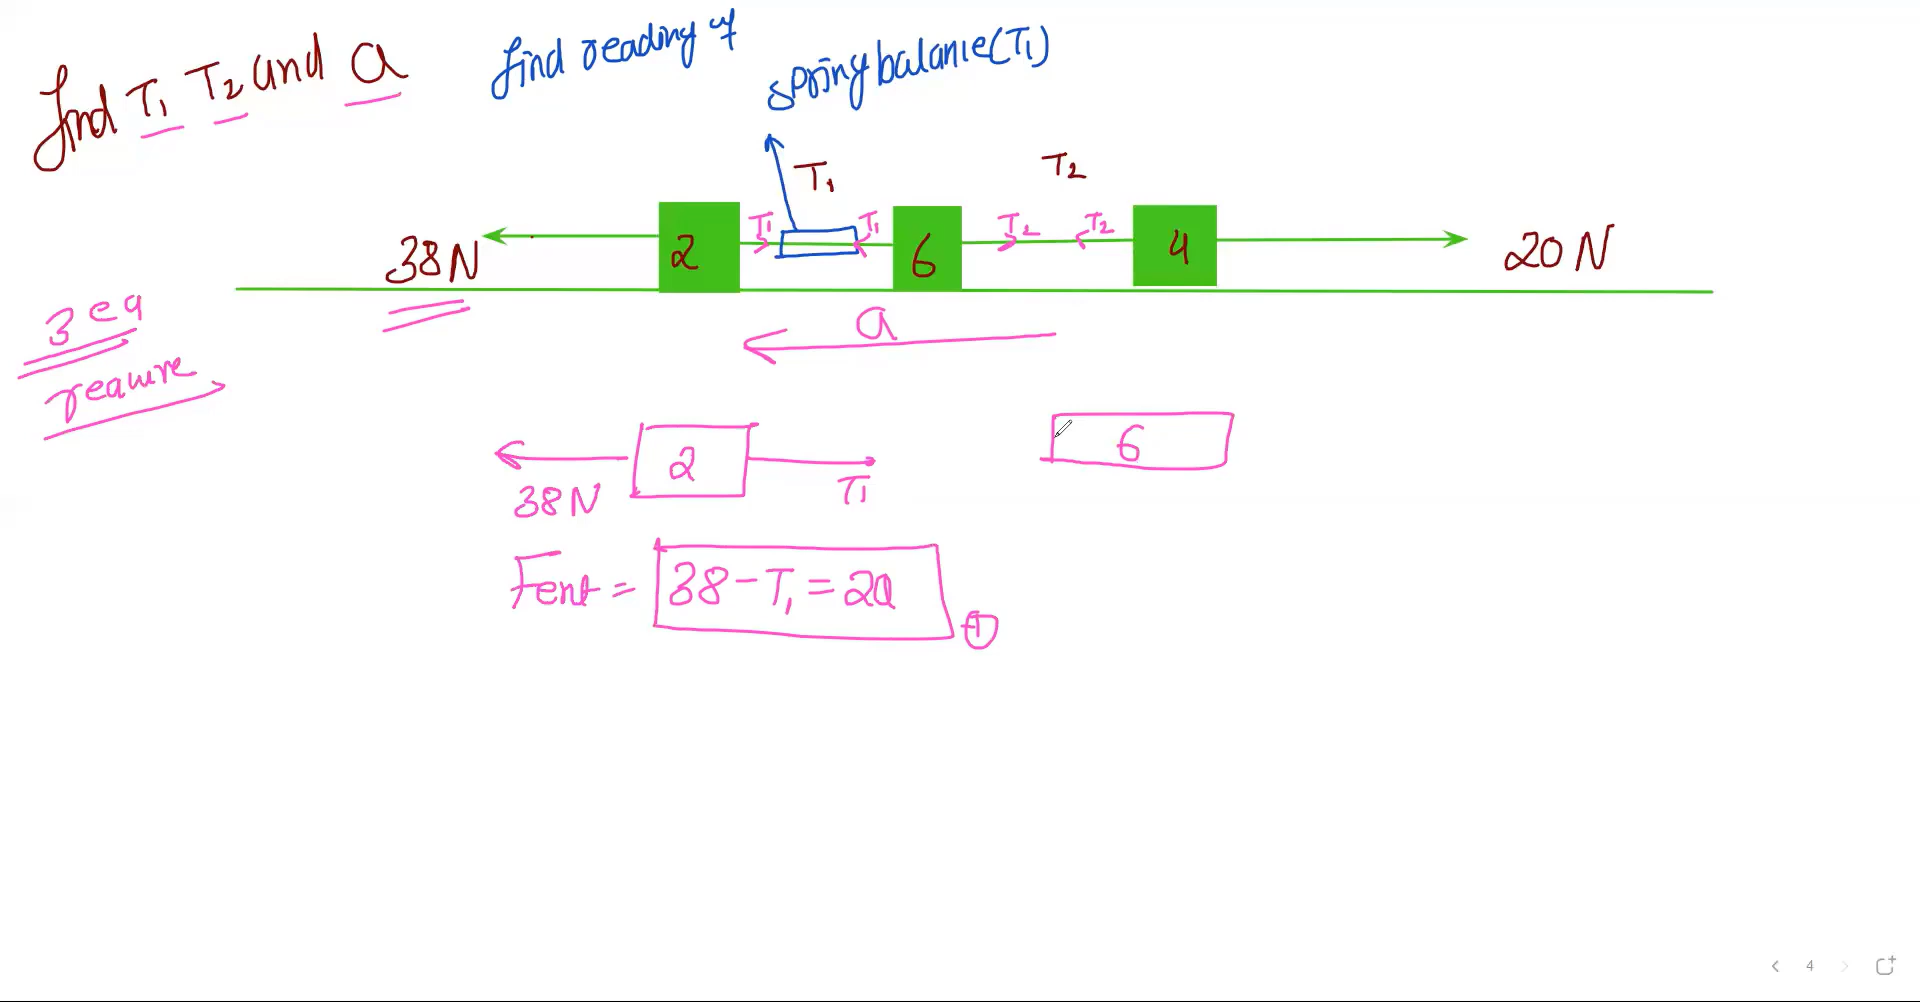 find T₁ T₂ and a
find reading of
spring balance(T₁)
T₁
T₂
38N
2
T₁
T₁
6
T₂
T₂
4
20 N
a
3 eq
require
38N
2
T₁
6
Fent = 38 - T₁ = 2a
①
4